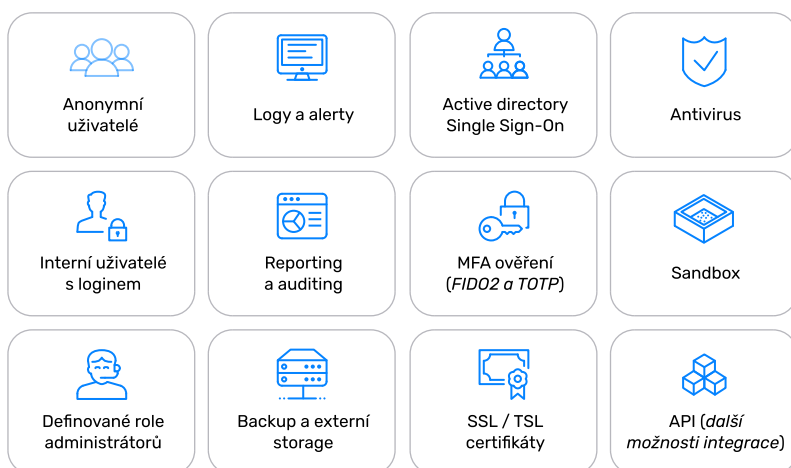 Anonymní
uživatelé
Logy a alerty
Active directory
Single Sign-On
Antivirus
Interní uživatelé
s loginem
Reporting
a auditing
MFA ověření
(FIDO2 a TOTP)
Sandbox
Definované role
administrátorů
Backup a externí
storage
SSL / TSL
certifikáty
API (další
možnosti integrace)